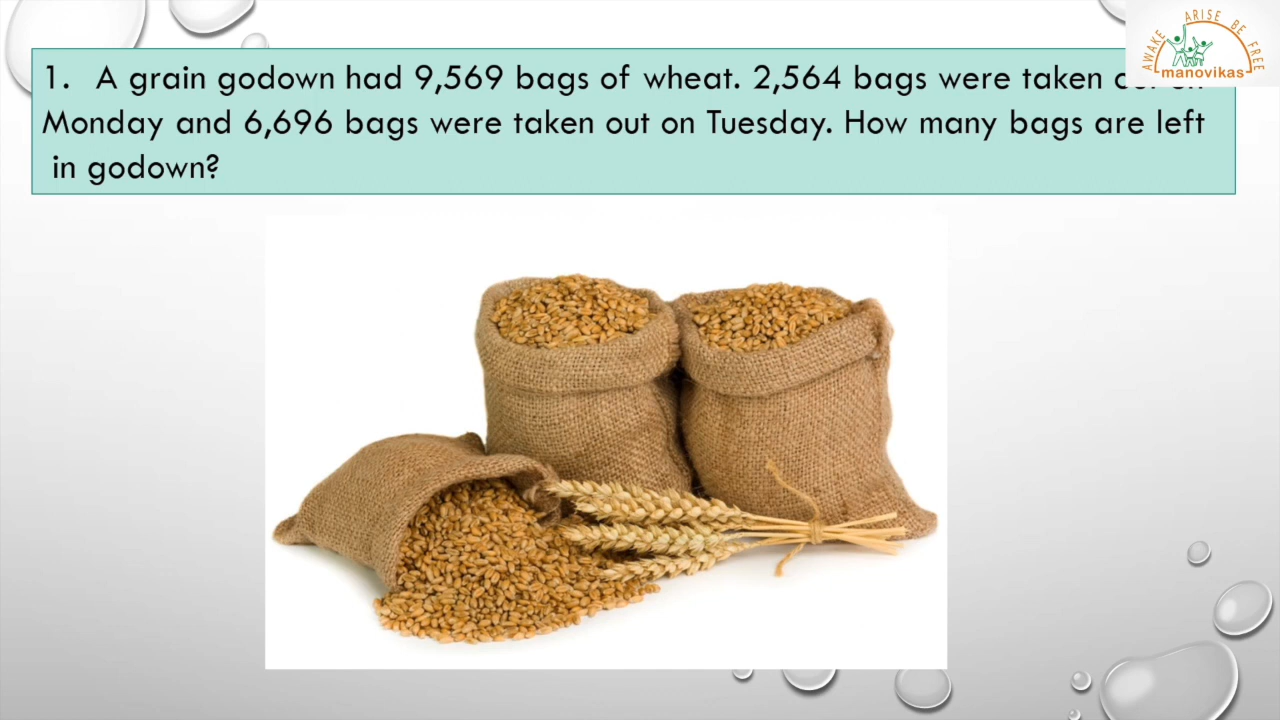 1. A grain godown had 9,569 bags of wheat. 2,564 bags were taken
Monday and 6,696 bags were taken out on Tuesday. How many bags are left
in godown?
AWAKE ARISE BE FREE
manovikas